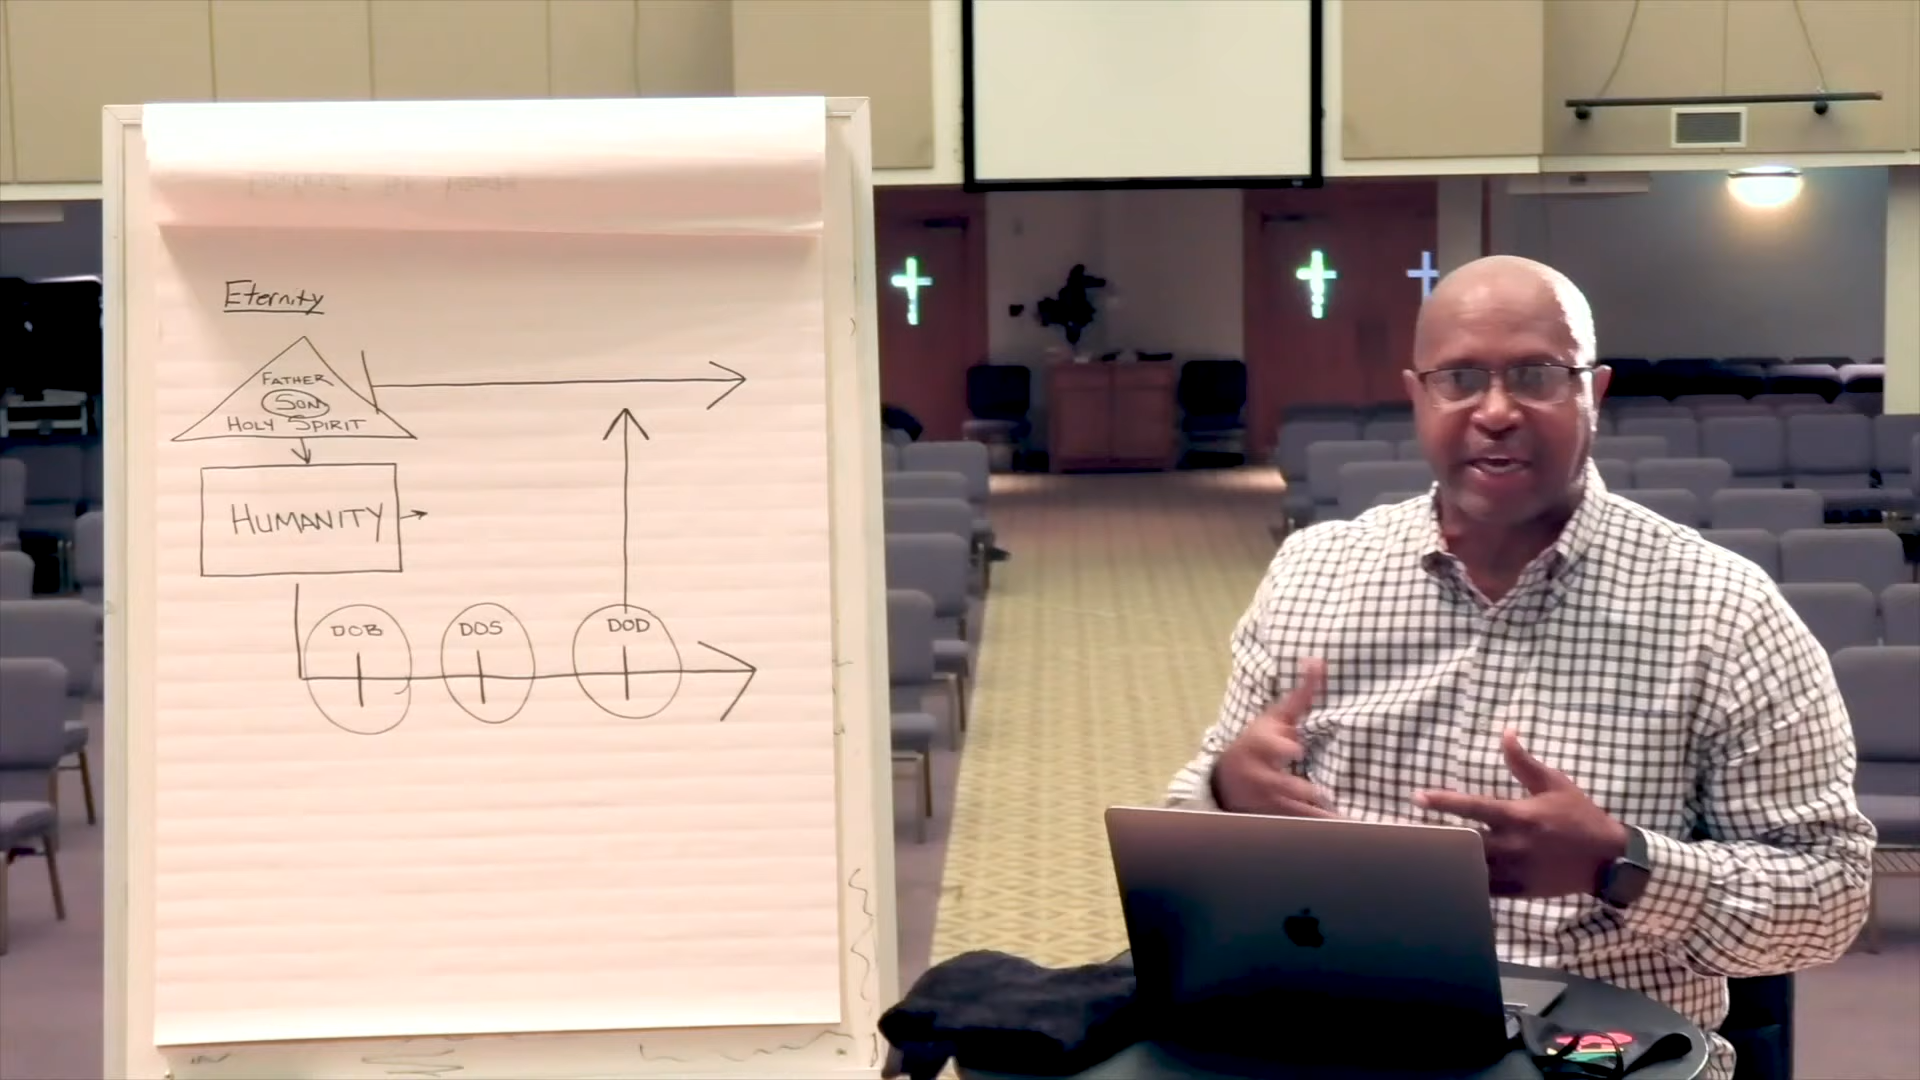 Eternity
FATHER
SON
HOLY SPIRIT
HUMANITY
DOB
DOS
DOD